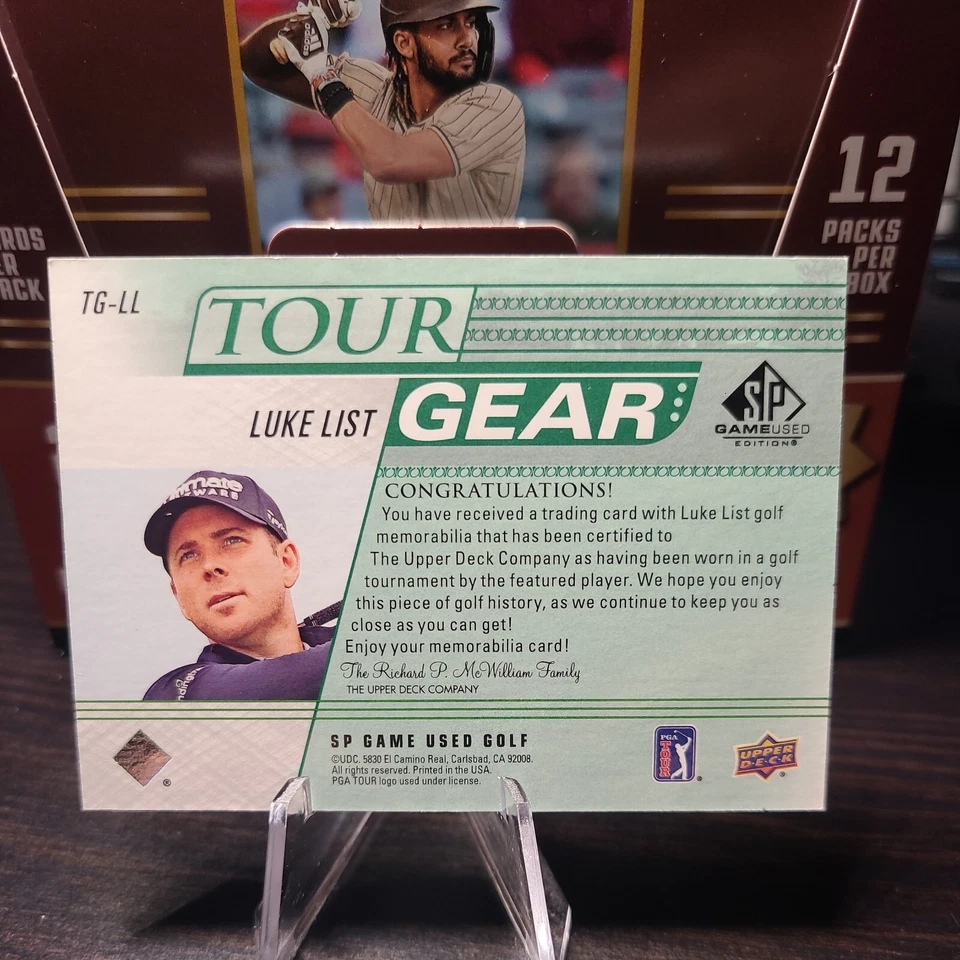 12
PACKS
PER
BOX
TG-LL
TOUR
GEAR
LUKE LIST
SP
GAMEUSED
EDITION®
CONGRATULATIONS!
You have received a trading card with Luke List golf
memorabilia that has been certified to
The Upper Deck Company as having been worn in a golf
tournament by the featured player. We hope you enjoy
this piece of golf history, as we continue to keep you as
close as you can get!
Enjoy your memorabilia card!
The Richard P. McWilliam Family
THE UPPER DECK COMPANY
SP GAME USED GOLF
©UDC. 5830 El Camino Real, Carlsbad, CA 92008.
All rights reserved. Printed in the USA.
PGA TOUR logo used under license.
PGA
TOUR
®
UPPER
DECK
®